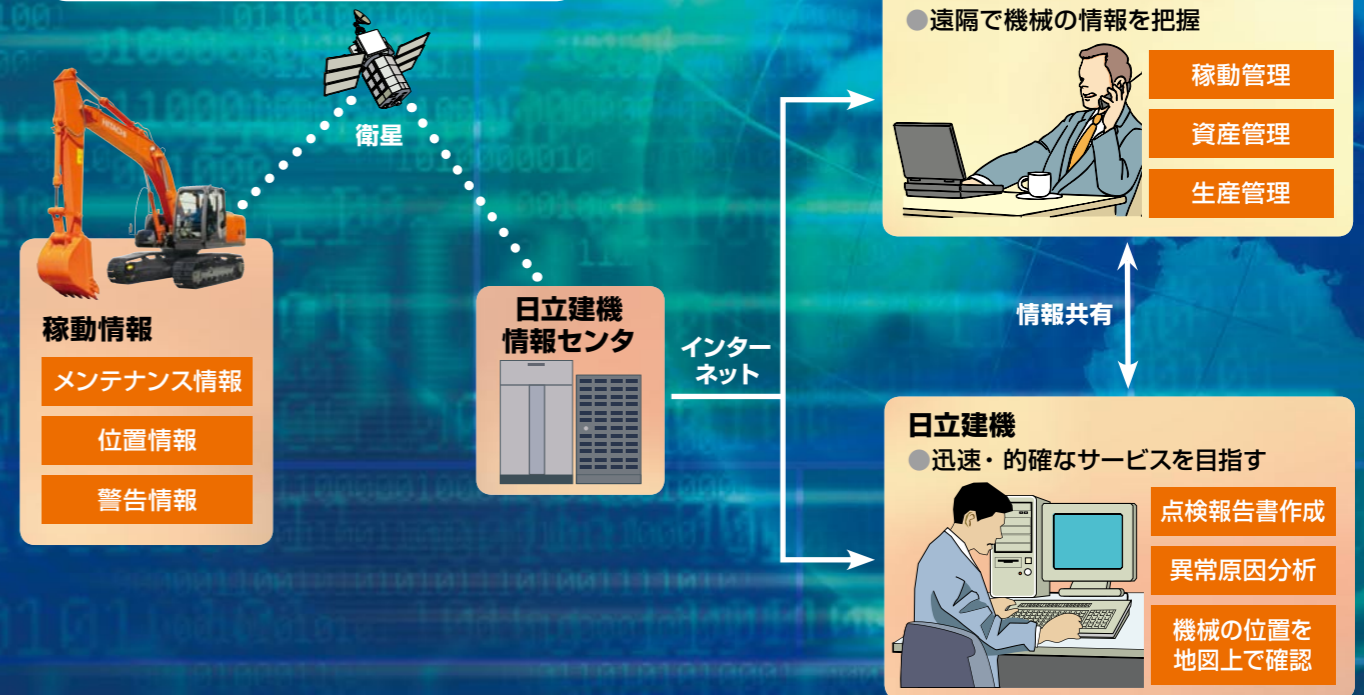 ●遠隔で機械の情報を把握
稼動管理
資産管理
生産管理
衛星
HITACHI
稼動情報
メンテナンス情報
位置情報
警告情報
日立建機
情報センタ
インター
ネット
情報共有
日立建機
●迅速・的確なサービスを目指す
点検報告書作成
異常原因分析
機械の位置を
地図上で確認